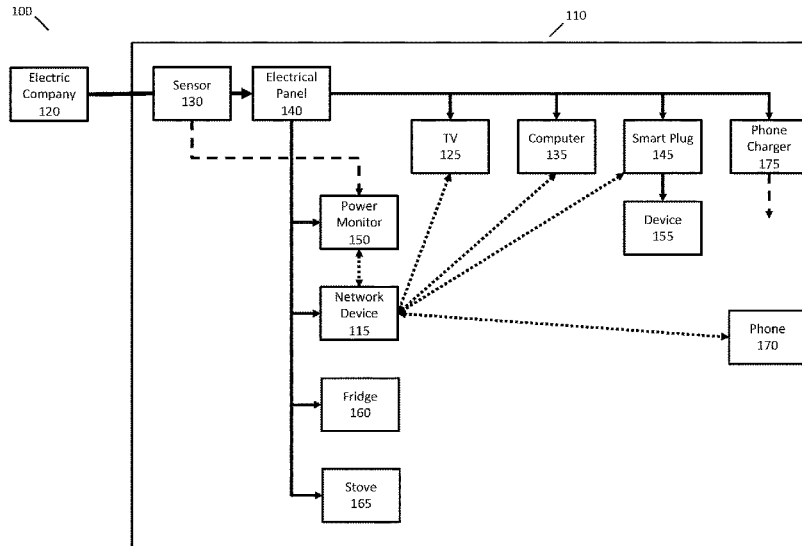 100
110
Electric
Company
120
Sensor
130
Electrical
Panel
140
TV
125
Computer
135
Smart Plug
145
Phone
Charger
175
Power
Monitor
150
Device
155
Network
Device
115
Phone
170
Fridge
160
Stove
165